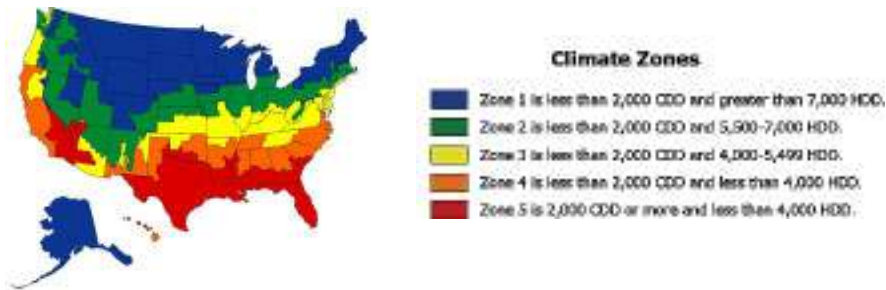 Climate Zones
Zone 1 is less than 2,000 CDD and greater than 7,000 HDD.
Zone 2 is less than 2,000 CDD and 5,500-7,000 HDD.
Zone 3 is less than 2,000 CDD and 4,000-5,499 HDD.
Zone 4 is less than 2,000 CDD and less than 4,000 HDD.
Zone 5 is 2,000 CDD or more and less than 4,000 HDD.